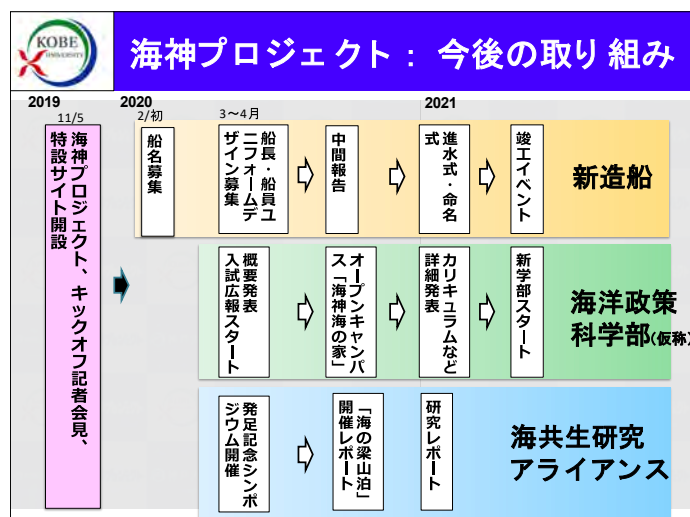 KOBE
UNIVERSITY
海神プロジェクト： 今後の取り組み
2019
2020
2021
11/5
2/初
3～4月
海神プロジェクト、キックオフ記者会見、
特設サイト開設
船名募集
船長・船員ユ
ニフォームデ
ザイン募集
中間報告
進水式・命名
式
竣工イベント
新造船
概要発表
入試広報スタート
オープンキャンパ
ス「海神海の家」
カリキュラムなど
詳細発表
新学部スタート
海洋政策
科学部(仮称)
発足記念シンポ
ジウム開催
「海の梁山泊」
開催レポート
研究レポート
海共生研究
アライアンス